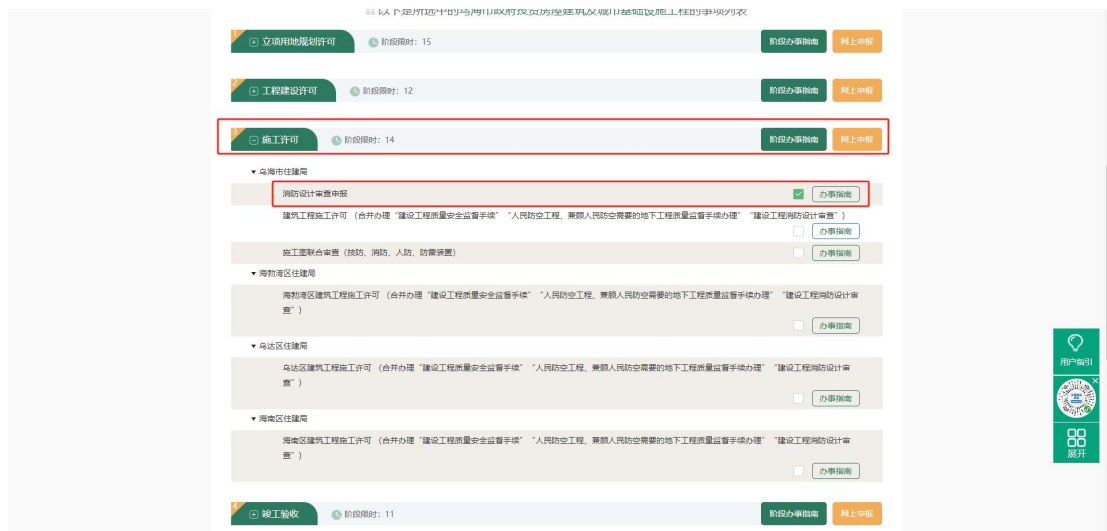 以下是所选中的乌海市政府投资房屋建筑及城市基础设施工程的事项列表
1 立项用地规划许可 阶段限时：15 阶段办事指南 网上申报
2 工程建设许可 阶段限时：12 阶段办事指南 网上申报
3 施工许可 阶段限时：14 阶段办事指南 网上申报
乌海市住建局
消防设计审查申报 办事指南
建筑工程施工许可 （合并办理“建设工程质量安全监督手续” “人民防空工程、兼顾人民防空需要的地下工程质量监督手续办理” “建设工程消防设计审查”）
办事指南
施工图联合审查（技防、消防、人防、防雷装置） 办事指南
海勃湾区住建局
海勃湾区建筑工程施工许可 （合并办理“建设工程质量安全监督手续” “人民防空工程、兼顾人民防空需要的地下工程质量监督手续办理” “建设工程消防设计审
查”）
办事指南
乌达区住建局
乌达区建筑工程施工许可 （合并办理“建设工程质量安全监督手续” “人民防空工程、兼顾人民防空需要的地下工程质量监督手续办理” “建设工程消防设计审
查”）
办事指南
海南区住建局
海南区建筑工程施工许可 （合并办理“建设工程质量安全监督手续” “人民防空工程、兼顾人民防空需要的地下工程质量监督手续办理” “建设工程消防设计审
查”）
办事指南
4 竣工验收 阶段限时：11 阶段办事指南 网上申报
用户指引
展开